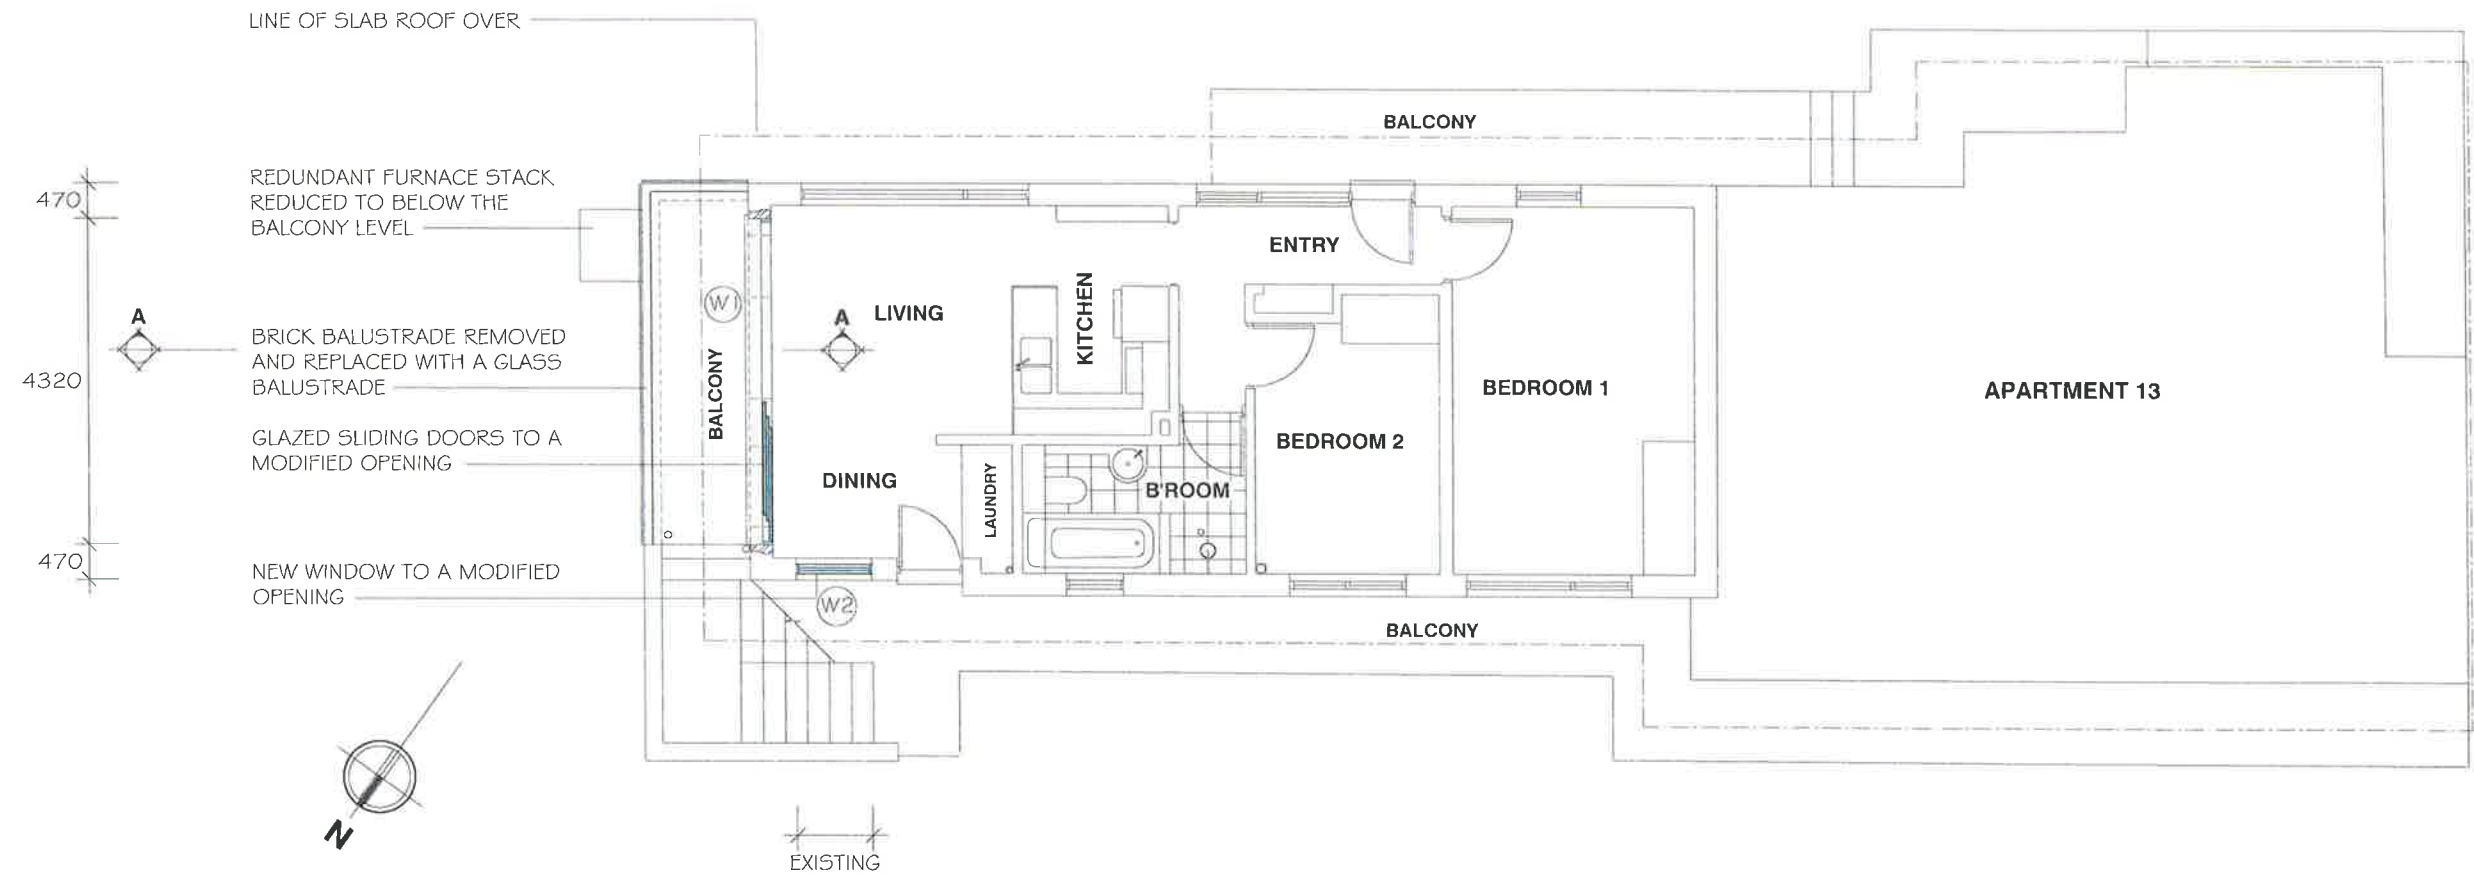 LINE OF SLAB ROOF OVER
BALCONY
REDUNDANT FURNACE STACK
REDUCED TO BELOW THE
BALCONY LEVEL
470
4320
470
ENTRY
W1
A
A
LIVING
KITCHEN
BRICK BALUSTRADE REMOVED
AND REPLACED WITH A GLASS
BALUSTRADE
BALCONY
BEDROOM 1
APARTMENT 13
GLAZED SLIDING DOORS TO A
MODIFIED OPENING
BEDROOM 2
DINING
LAUNDRY
B'ROOM
NEW WINDOW TO A MODIFIED
OPENING
W2
BALCONY
N
EXISTING